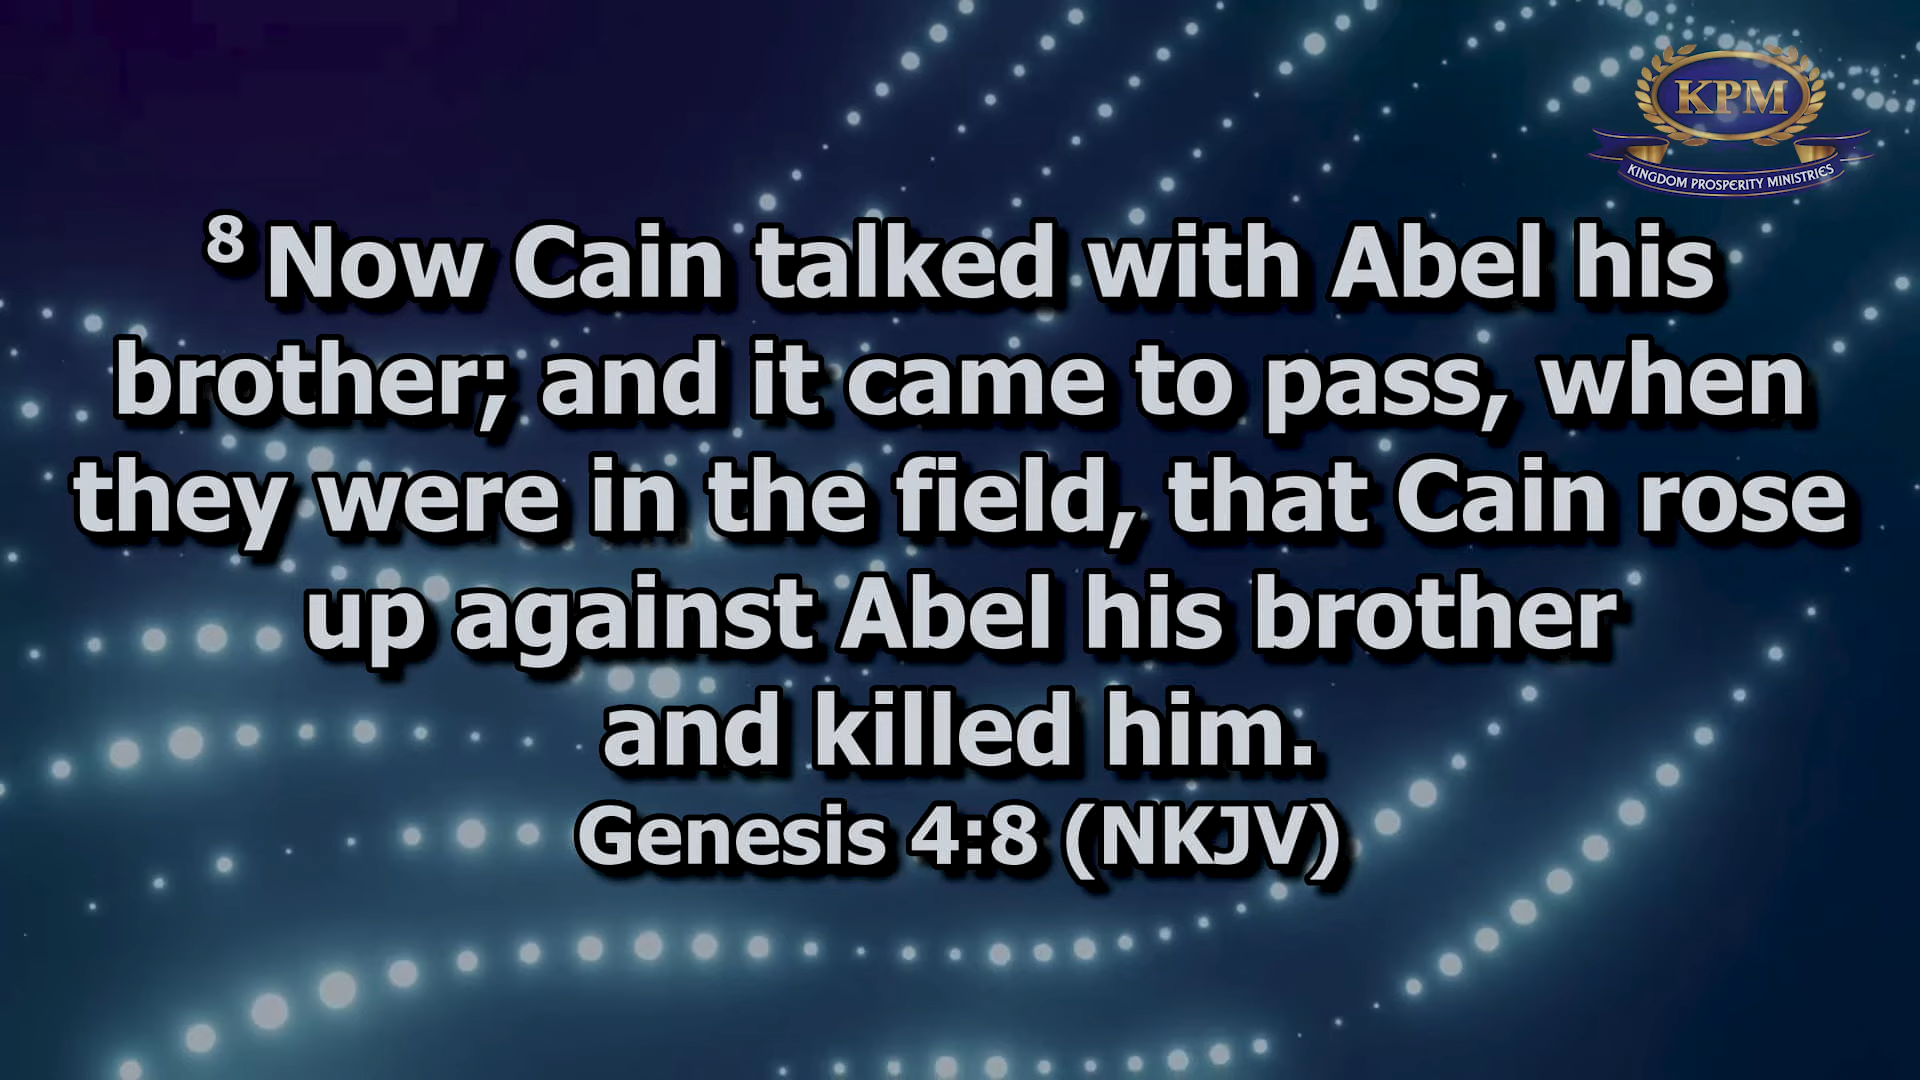 KPM
KINGDOM PROSPERITY MINISTRIES
8 Now Cain talked with Abel his
brother; and it came to pass, when
they were in the field, that Cain rose
up against Abel his brother
and killed him.
Genesis 4:8 (NKJV)